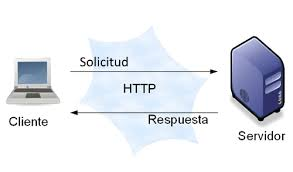 Solicitud
HTTP
Cliente
Respuesta
Servidor